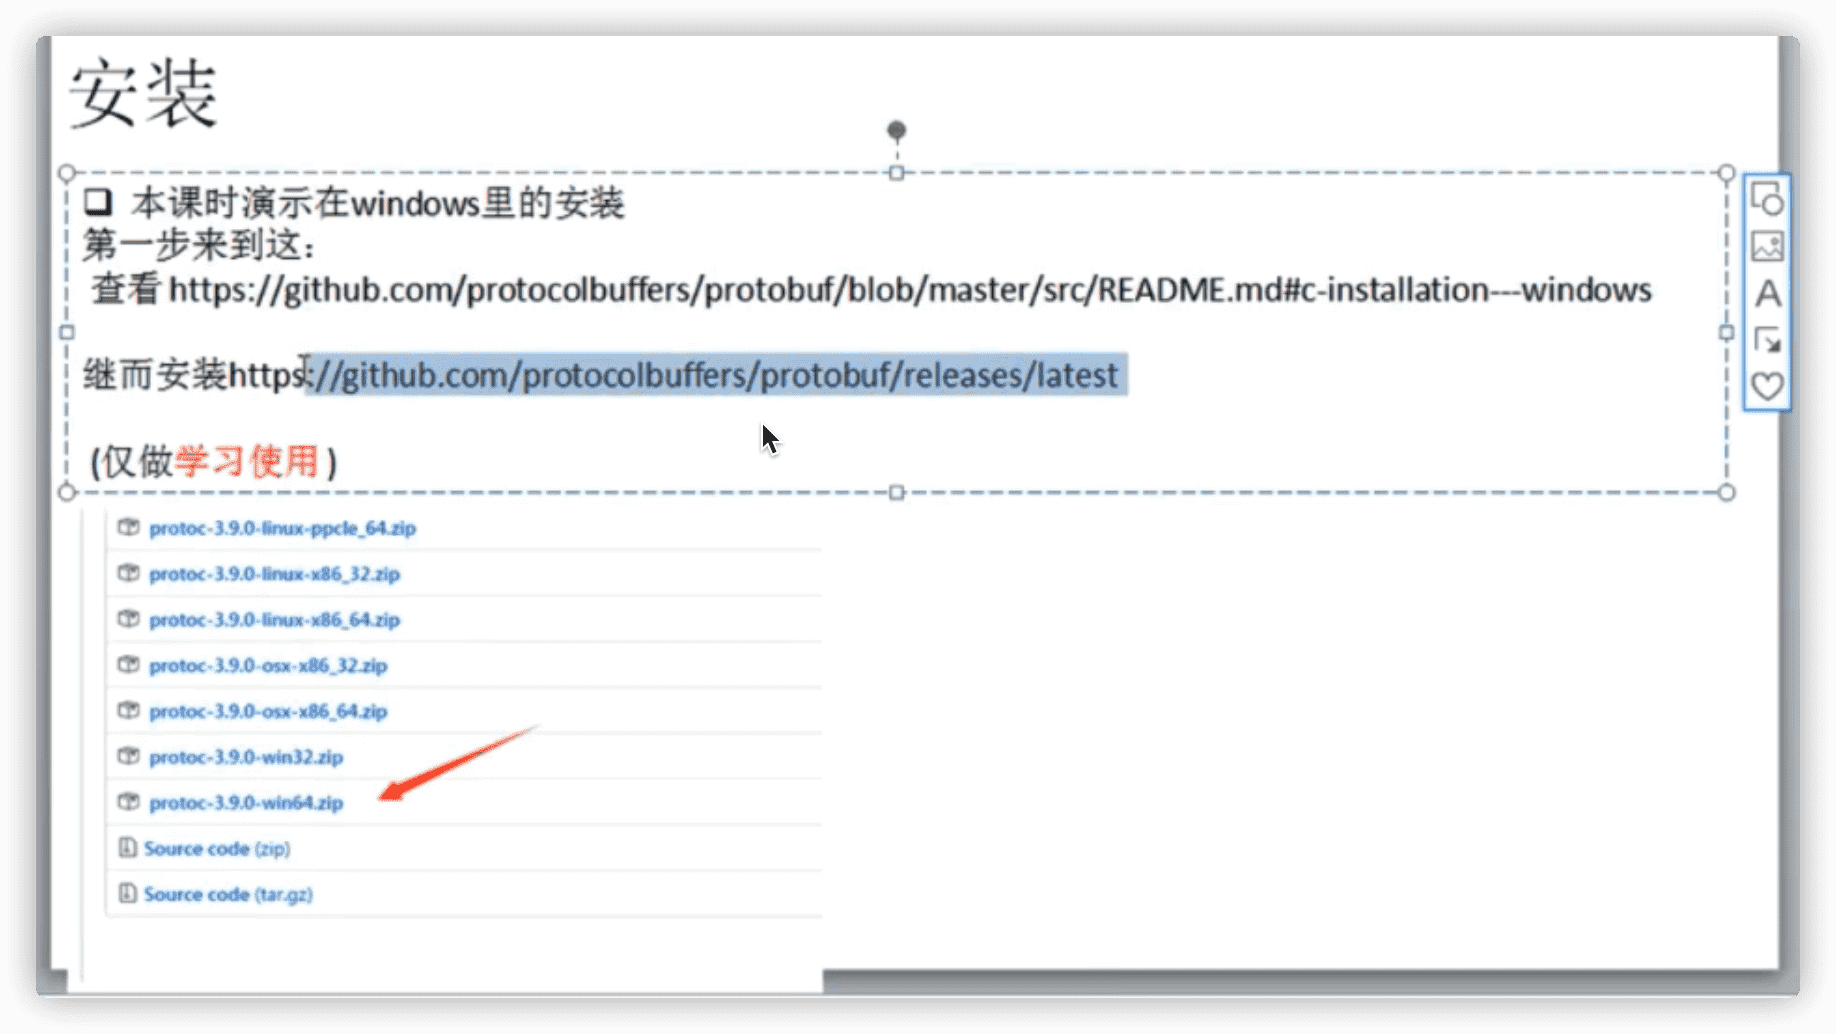 安装
本课时演示在windows里的安装
第一步来到这：
查看 https://github.com/protocolbuffers/protobuf/blob/master/src/README.md#c-installation---windows
继而安装https://github.com/protocolbuffers/protobuf/releases/latest
(仅做学习使用)
protoc-3.9.0-linux-ppcle_64.zip
protoc-3.9.0-linux-x86_32.zip
protoc-3.9.0-linux-x86_64.zip
protoc-3.9.0-osx-x86_32.zip
protoc-3.9.0-osx-x86_64.zip
protoc-3.9.0-win32.zip
protoc-3.9.0-win64.zip
Source code (zip)
Source code (tar.gz)